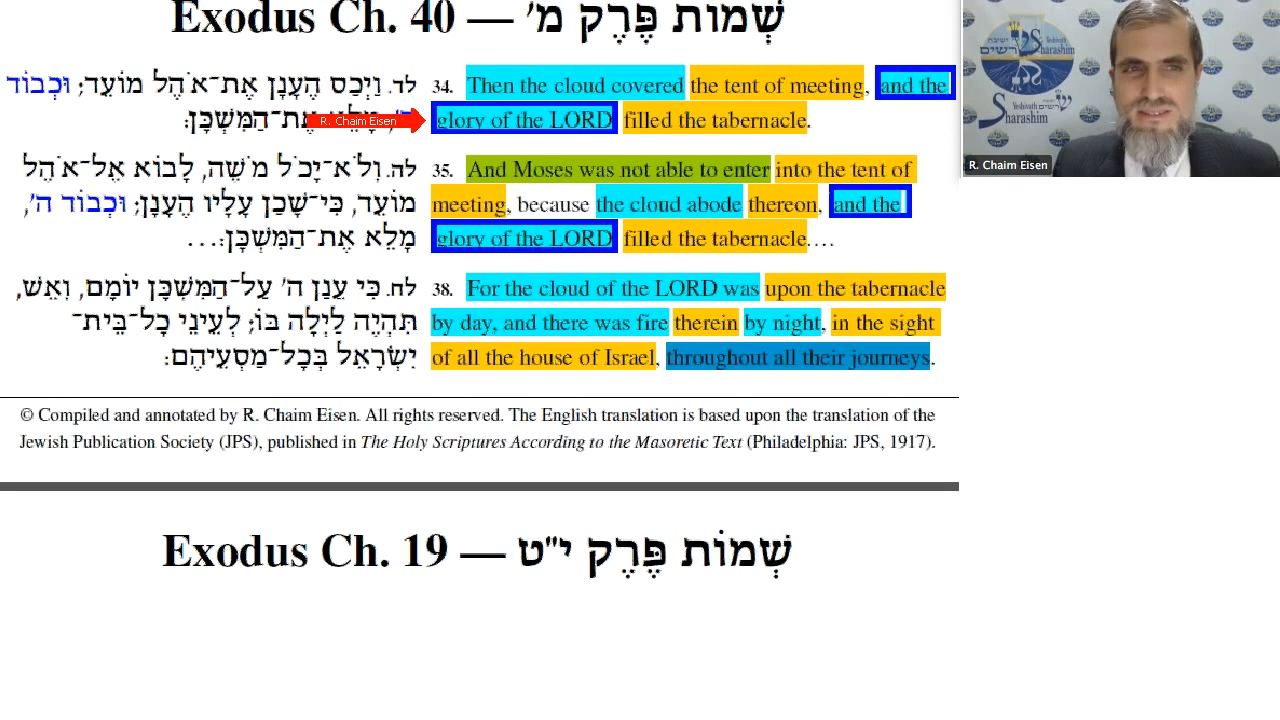 Exodus Ch. 40 — שְׁמוֹת פֶּרֶק מ'
לד. וַיְכַס הֶעָנָן אֶת־אֹהֶל מוֹעֵד; וּכְבוֹד
אֶת־הַמִּשְׁכָּן:
34. Then the cloud covered the tent of meeting, and the
glory of the LORD filled the tabernacle.
R. Chaim Eisen
לה. וְלֹא־יָכֹל מֹשֶׁה, לָבוֹא אֶל־אֹהֶל
מוֹעֵד, כִּי־שָׁכַן עָלָיו הֶעָנָן; וּכְבוֹד ה',
מָלֵא אֶת־הַמִּשְׁכָּן:...
35. And Moses was not able to enter into the tent of
meeting, because the cloud abode thereon, and the
glory of the LORD filled the tabernacle....
לח. כִּי עֲנַן ה' עַל־הַמִּשְׁכָּן יוֹמָם, וְאֵשׁ,
תִּהְיֶה לַיְלָה בּוֹ; לְעֵינֵי כָל־בֵּית־
יִשְׂרָאֵל בְּכָל־מַסְעֵיהֶם:
38. For the cloud of the LORD was upon the tabernacle
by day, and there was fire therein by night, in the sight
of all the house of Israel, throughout all their journeys.
© Compiled and annotated by R. Chaim Eisen. All rights reserved. The English translation is based upon the translation of the
Jewish Publication Society (JPS), published in The Holy Scriptures According to the Masoretic Text (Philadelphia: JPS, 1917).
Exodus Ch. 19 — שְׁמוֹת פֶּרֶק י"ט
ישיבת
שרשים
Yeshivath
Sharashim
Yeshivath
Sharashim
R. Chaim Eisen